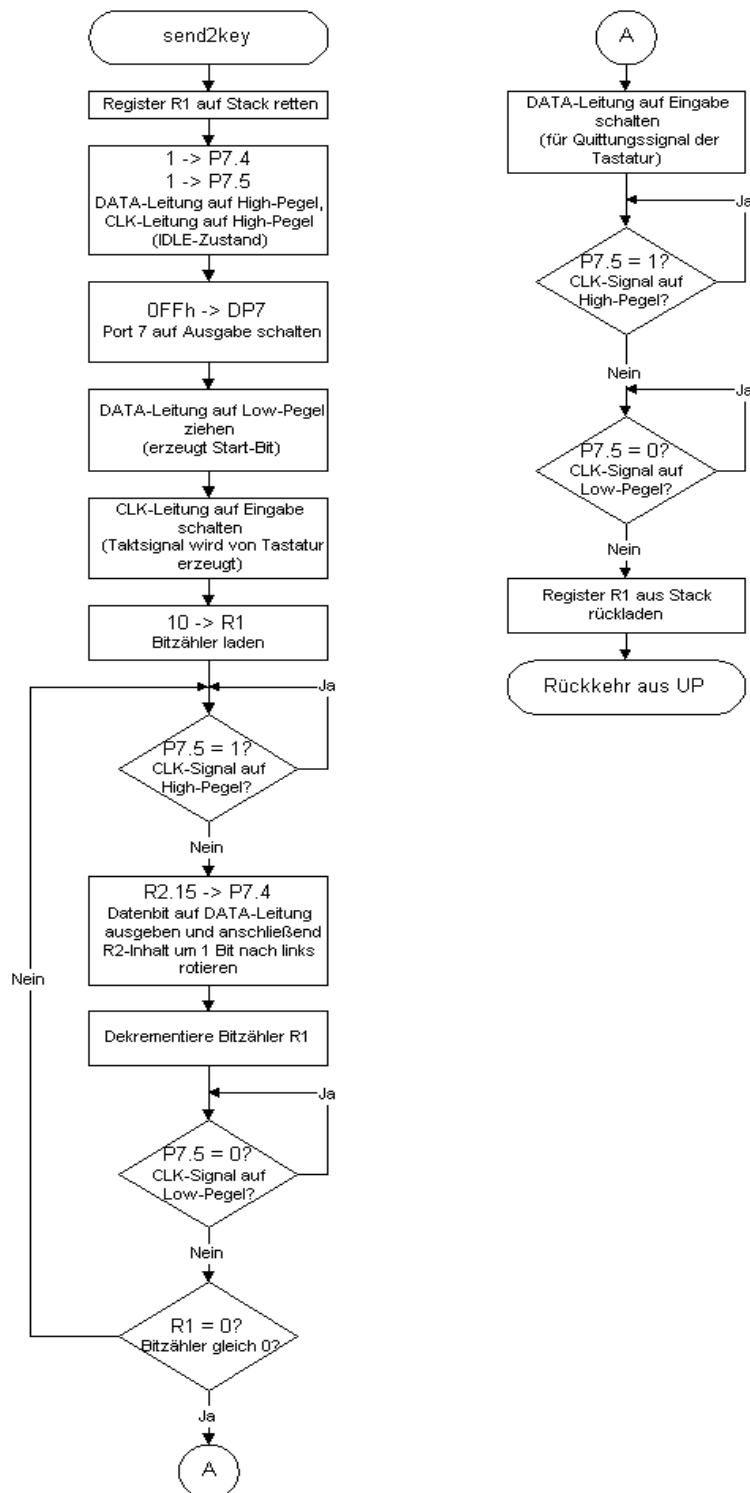 send2key
Register R1 auf Stack retten
1 -> P7.4
1 -> P7.5
DATA-Leitung auf High-Pegel,
CLK-Leitung auf High-Pegel
(IDLE-Zustand)
0FFh -> DP7
Port 7 auf Ausgabe schalten
DATA-Leitung auf Low-Pegel
ziehen
(erzeugt Start-Bit)
CLK-Leitung auf Eingabe
schalten
(Taktsignal wird von Tastatur
erzeugt)
10 -> R1
Bitzähler laden
Ja
P7.5 = 1?
CLK-Signal auf
High-Pegel?
Nein
R2.15 -> P7.4
Datenbit auf DATA-Leitung
ausgeben und anschließend
R2-Inhalt um 1 Bit nach links
rotieren
Nein
Dekrementiere Bitzähler R1
Ja
P7.5 = 0?
CLK-Signal auf
Low-Pegel?
Nein
R1 = 0?
Bitzähler gleich 0?
Ja
A
A
DATA-Leitung auf Eingabe
schalten
(für Quittungssignal der
Tastatur)
Ja
P7.5 = 1?
CLK-Signal auf
High-Pegel?
Nein
Ja
P7.5 = 0?
CLK-Signal auf
Low-Pegel?
Nein
Register R1 aus Stack
rückladen
Rückkehr aus UP